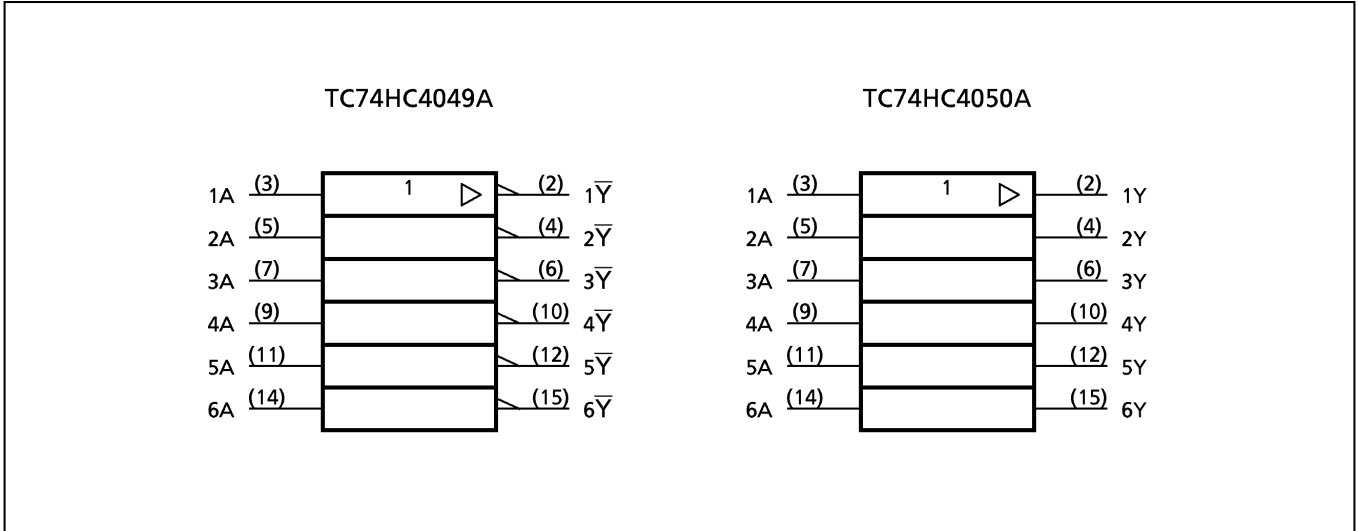 TC74HC4049A TC74HC4050A
1A (3) 1 (2) 1Y̅ 1A (3) 1 (2) 1Y
2A (5) (4) 2Y̅ 2A (5) (4) 2Y
3A (7) (6) 3Y̅ 3A (7) (6) 3Y
4A (9) (10) 4Y̅ 4A (9) (10) 4Y
5A (11) (12) 5Y̅ 5A (11) (12) 5Y
6A (14) (15) 6Y̅ 6A (14) (15) 6Y